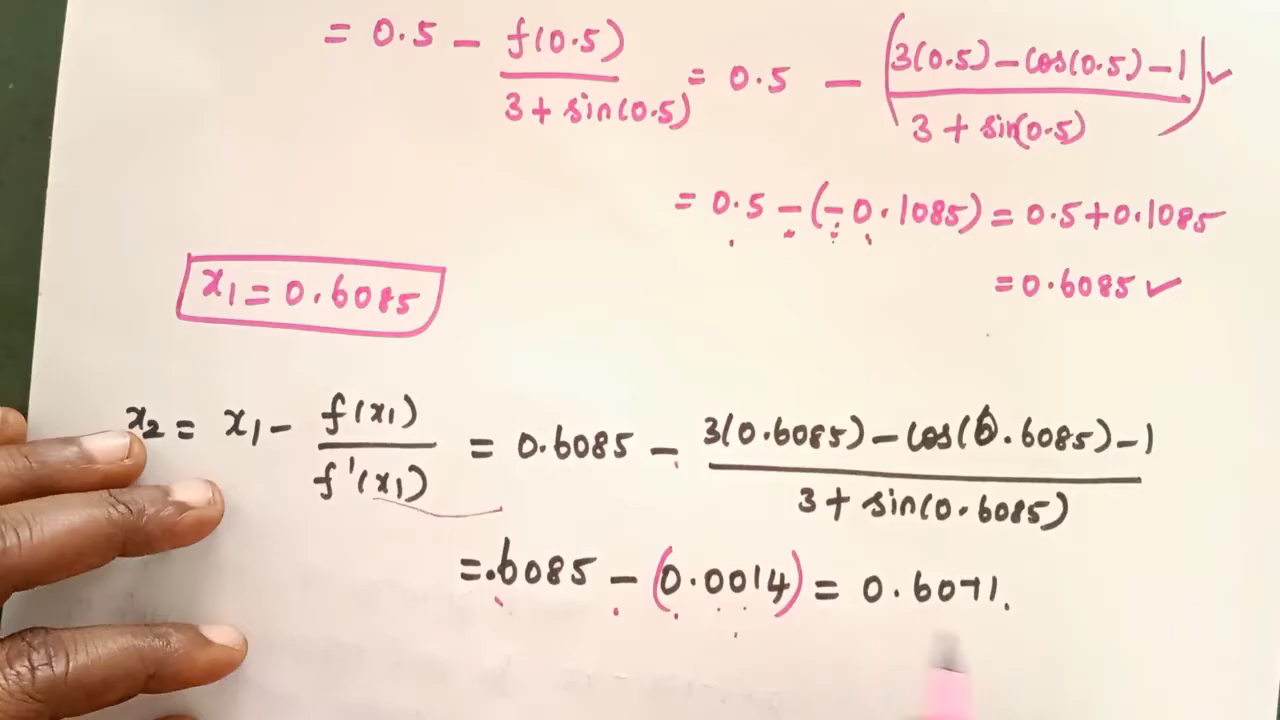 = 0.5 - f(0.5) / 3 + sin(0.5) = 0.5 - (3(0.5) - cos(0.5) - 1 / 3 + sin(0.5)) ✓
= 0.5 - (-0.1085) = 0.5 + 0.1085
= 0.6085 ✓
x₁ = 0.6085
x₂ = x₁ - f(x₁) / f'(x₁) = 0.6085 - 3(0.6085) - cos(0.6085) - 1 / 3 + sin(0.6085)
= .6085 - (0.0014) = 0.6071.